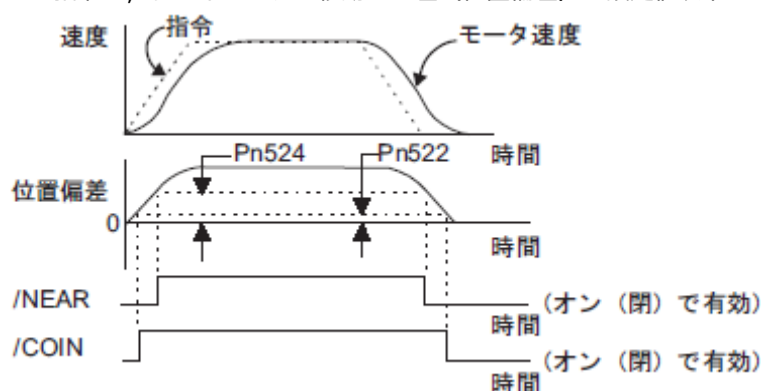 速度
指令
モータ速度
時間
Pn524
Pn522
位置偏差
0
時間
/NEAR
(オン（閉）で有効)
時間
/COIN
(オン（閉）で有効)
時間